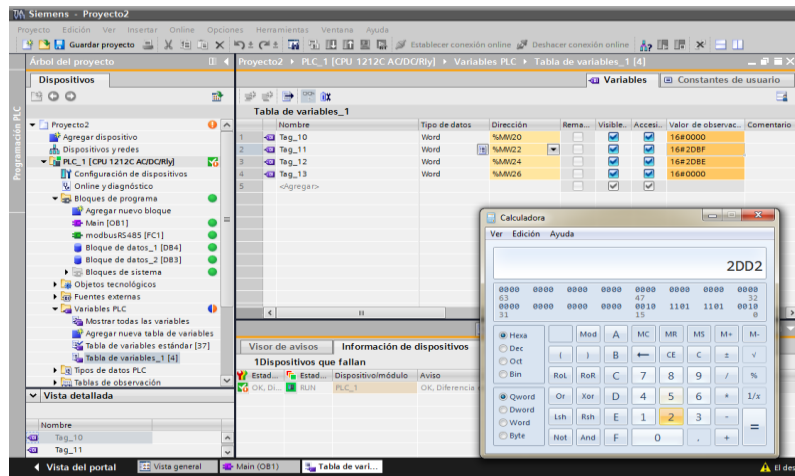 Siemens - Proyecto2
Proyecto Edición Ver Insertar Online Opciones Herramientas Ventana Ayuda
Guardar proyecto Establecer conexión online Deshacer conexión online
Árbol del proyecto
Proyecto2 PLC_1 [CPU 1212C AC/DC/Rly] Variables PLC Tabla de variables_1 [4]
Dispositivos
Variables Constantes de usuario
Programación PLC
Tabla de variables_1
Nombre Tipo de datos Dirección Rema... Visible.. Accesi.. Valor de observac.. Comentario
1 Tag_10 Word %MW20 16#0000
2 Tag_11 Word %MW22 16#2DBF
3 Tag_12 Word %MW24 16#2DBE
4 Tag_13 Word %MW26 16#0000
5 <Agregar>
Proyecto2
Agregar dispositivo
Dispositivos y redes
PLC_1 [CPU 1212C AC/DC/Rly]
Configuración de dispositivos
Online y diagnóstico
Bloques de programa
Agregar nuevo bloque
Main [OB1]
modbusRS485 [FC1]
Bloque de datos_1 [DB4]
Bloque de datos_2 [DB3]
Bloques de sistema
Objetos tecnológicos
Fuentes externas
Variables PLC
Mostrar todas las variables
Agregar nueva tabla de variables
Tabla de variables estándar [37]
Tabla de variables_1 [4]
Tipos de datos PLC
Tablas de observación
Vista detallada
Nombre
Tag_10
Tag_11
Visor de avisos Información de dispositivos
1Dispositivos que fallan
Estad... Estad... Dispositivo/módulo Aviso
OK, Di... RUN PLC_1 OK, Diferencia
Calculadora
Ver Edición Ayuda
2DD2
0000 0000 0000 0000 0000 0000 0000 0000
63 47 32
0000 0000 0000 0000 0010 1101 1101 0010
31 15 0
Hexa Mod A MC MR MS M+ M-
Dec ( ) B ← CE C ± √
Oct
Bin RoL RoR C 7 8 9 / %
Qword Or Xor D 4 5 6 * 1/x
Dword Lsh Rsh E 1 2 3 - =
Word
Byte Not And F 0 . +
Vista del portal Vista general Main (OB1) Tabla de vari... El des